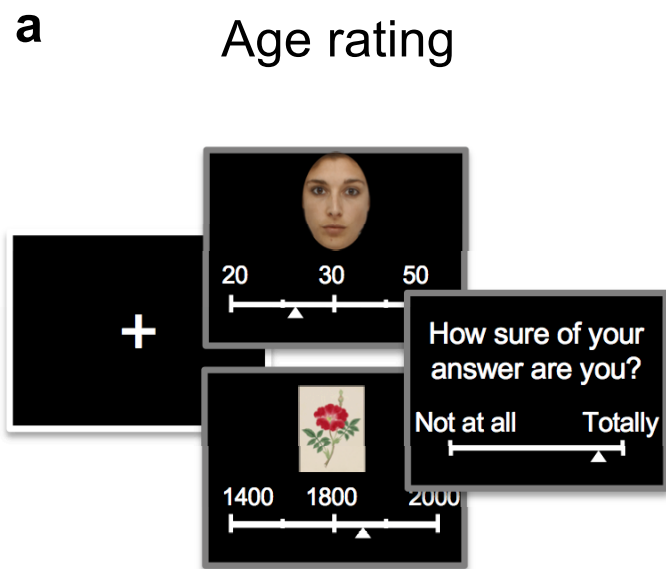 a
Age rating
20 30 50
+
How sure of your
answer are you?
Not at all Totally
1400 1800 2000